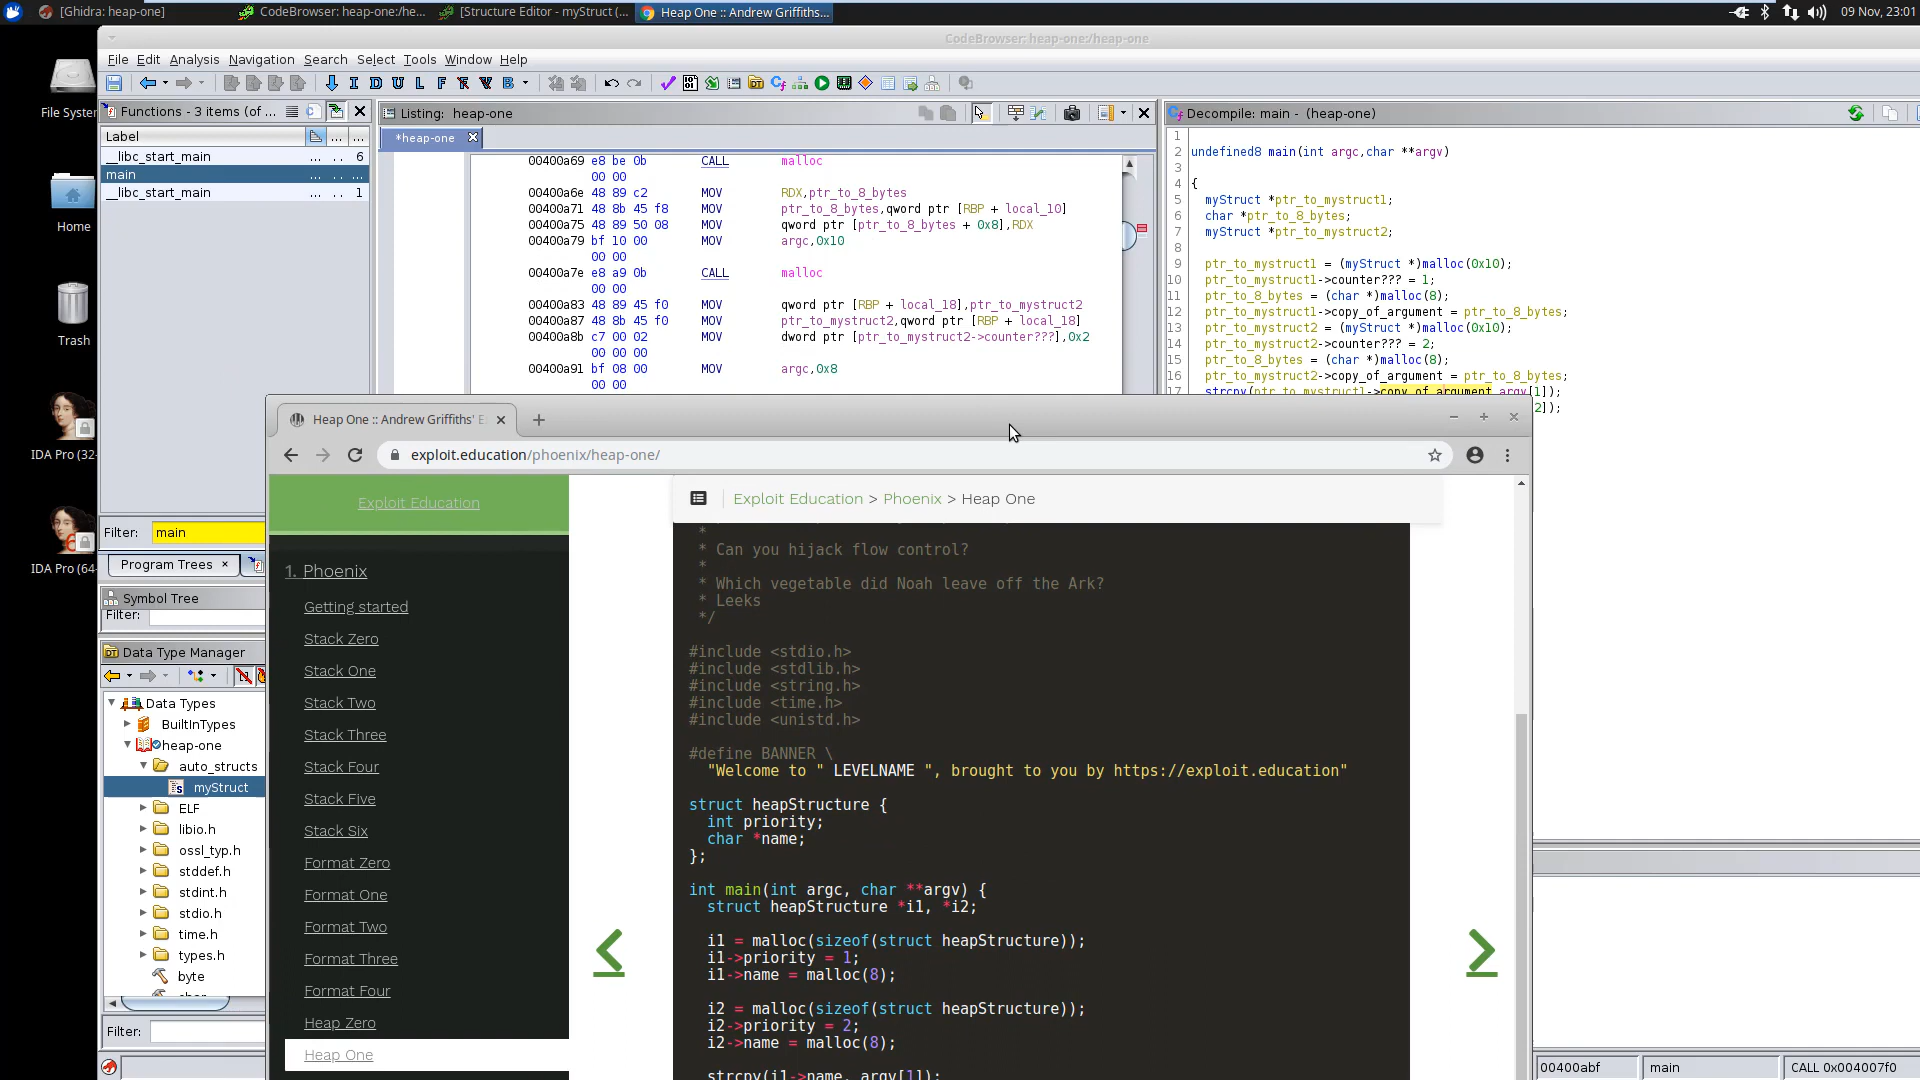 [Ghidra: heap-one]
CodeBrowser: heap-one:/he...
[Structure Editor - myStruct (...
Heap One :: Andrew Griffiths...
09 Nov, 23:01
CodeBrowser: heap-one:/heap-one
File Edit Analysis Navigation Search Select Tools Window Help
I D U L F R V B
File System
Home
Trash
IDA Pro (32-
IDA Pro (64-
Functions - 3 items (of ...
Label ... ...
__libc_start_main ... .. 6
main ... .. ...
__libc_start_main ... .. 1
Filter: main
Program Trees ×
Symbol Tree
Filter:
Data Type Manager
Data Types
BuiltInTypes
heap-one
auto_structs
myStruct
ELF
libio.h
ossl_typ.h
stddef.h
stdint.h
stdio.h
time.h
types.h
byte
Filter:
Listing: heap-one
*heap-one
00400a69 e8 be 0b CALL malloc
00 00
00400a6e 48 89 c2 MOV RDX,ptr_to_8_bytes
00400a71 48 8b 45 f8 MOV ptr_to_8_bytes,qword ptr [RBP + local_10]
00400a75 48 89 50 08 MOV qword ptr [ptr_to_8_bytes + 0x8],RDX
00400a79 bf 10 00 MOV argc,0x10
00 00
00400a7e e8 a9 0b CALL malloc
00 00
00400a83 48 89 45 f0 MOV qword ptr [RBP + local_18],ptr_to_mystruct2
00400a87 48 8b 45 f0 MOV ptr_to_mystruct2,qword ptr [RBP + local_18]
00400a8b c7 00 02 MOV dword ptr [ptr_to_mystruct2->counter???],0x2
00 00 00
00400a91 bf 08 00 MOV argc,0x8
00 00
Decompile: main - (heap-one)
1
2 undefined8 main(int argc,char **argv)
3
4 {
5 myStruct *ptr_to_mystruct1;
6 char *ptr_to_8_bytes;
7 myStruct *ptr_to_mystruct2;
8
9 ptr_to_mystruct1 = (myStruct *)malloc(0x10);
10 ptr_to_mystruct1->counter??? = 1;
11 ptr_to_8_bytes = (char *)malloc(8);
12 ptr_to_mystruct1->copy_of_argument = ptr_to_8_bytes;
13 ptr_to_mystruct2 = (myStruct *)malloc(0x10);
14 ptr_to_mystruct2->counter??? = 2;
15 ptr_to_8_bytes = (char *)malloc(8);
16 ptr_to_mystruct2->copy_of_argument = ptr_to_8_bytes;
17 strcpy(ptr_to_mystruct1->copy_of_argument,argv[1]);
2]);
Heap One :: Andrew Griffiths' E
exploit.education/phoenix/heap-one/
Exploit Education
1. Phoenix
Getting started
Stack Zero
Stack One
Stack Two
Stack Three
Stack Four
Stack Five
Stack Six
Format Zero
Format One
Format Two
Format Three
Format Four
Heap Zero
Heap One
Exploit Education > Phoenix > Heap One
*
* Can you hijack flow control?
*
* Which vegetable did Noah leave off the Ark?
* Leeks
*/
#include <stdio.h>
#include <stdlib.h>
#include <string.h>
#include <time.h>
#include <unistd.h>
#define BANNER \
"Welcome to " LEVELNAME ", brought to you by https://exploit.education"
struct heapStructure {
int priority;
char *name;
};
int main(int argc, char **argv) {
struct heapStructure *i1, *i2;
i1 = malloc(sizeof(struct heapStructure));
i1->priority = 1;
i1->name = malloc(8);
i2 = malloc(sizeof(struct heapStructure));
i2->priority = 2;
i2->name = malloc(8);
strcpy(i1->name, argv[1]);
00400abf
main
CALL 0x004007f0